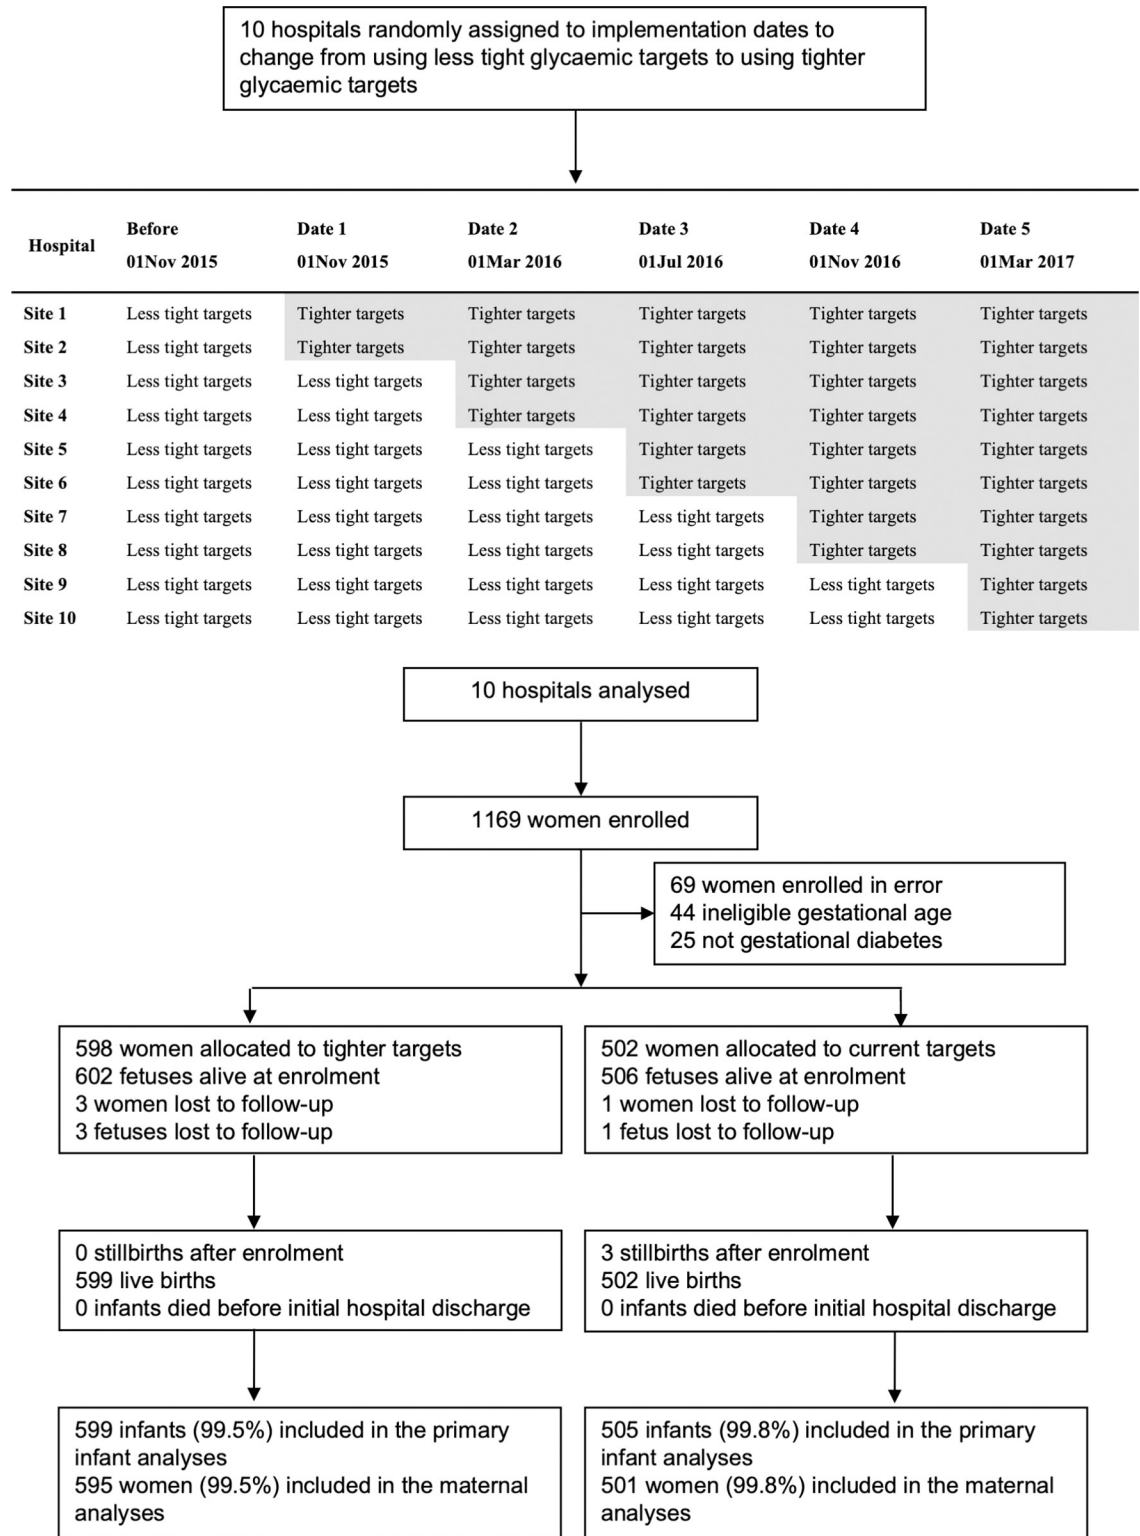 10 hospitals randomly assigned to implementation dates to
change from using less tight glycaemic targets to using tighter
glycaemic targets
Hospital Before Date 1 Date 2 Date 3 Date 4 Date 5
01Nov 2015 01Nov 2015 01Mar 2016 01Jul 2016 01Nov 2016 01Mar 2017
Site 1 Less tight targets Tighter targets Tighter targets Tighter targets Tighter targets Tighter targets
Site 2 Less tight targets Tighter targets Tighter targets Tighter targets Tighter targets Tighter targets
Site 3 Less tight targets Less tight targets Tighter targets Tighter targets Tighter targets Tighter targets
Site 4 Less tight targets Less tight targets Tighter targets Tighter targets Tighter targets Tighter targets
Site 5 Less tight targets Less tight targets Less tight targets Tighter targets Tighter targets Tighter targets
Site 6 Less tight targets Less tight targets Less tight targets Tighter targets Tighter targets Tighter targets
Site 7 Less tight targets Less tight targets Less tight targets Less tight targets Tighter targets Tighter targets
Site 8 Less tight targets Less tight targets Less tight targets Less tight targets Tighter targets Tighter targets
Site 9 Less tight targets Less tight targets Less tight targets Less tight targets Less tight targets Tighter targets
Site 10 Less tight targets Less tight targets Less tight targets Less tight targets Less tight targets Tighter targets
10 hospitals analysed
1169 women enrolled
69 women enrolled in error
44 ineligible gestational age
25 not gestational diabetes
598 women allocated to tighter targets
602 fetuses alive at enrolment
3 women lost to follow-up
3 fetuses lost to follow-up
502 women allocated to current targets
506 fetuses alive at enrolment
1 women lost to follow-up
1 fetus lost to follow-up
0 stillbirths after enrolment
599 live births
0 infants died before initial hospital discharge
3 stillbirths after enrolment
502 live births
0 infants died before initial hospital discharge
599 infants (99.5%) included in the primary
infant analyses
595 women (99.5%) included in the maternal
analyses
505 infants (99.8%) included in the primary
infant analyses
501 women (99.8%) included in the maternal
analyses